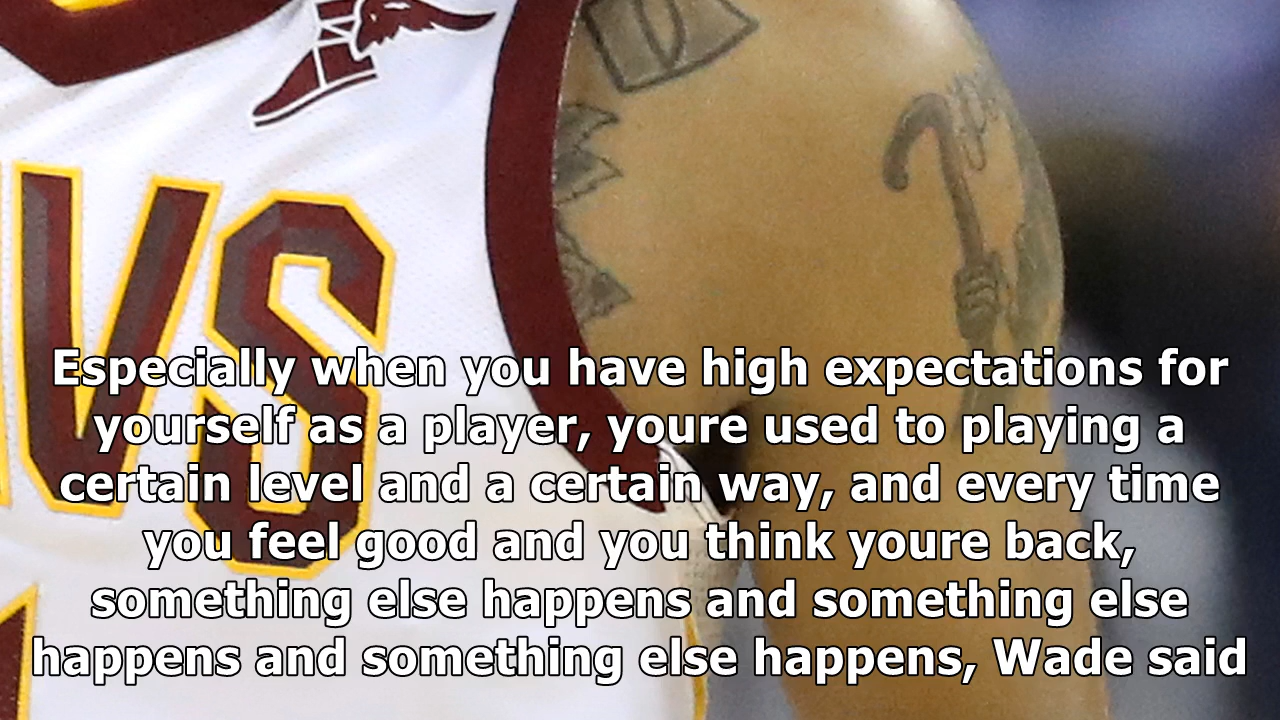 VS
Especially when you have high expectations for
yourself as a player, youre used to playing a
certain level and a certain way, and every time
you feel good and you think youre back,
something else happens and something else
happens and something else happens, Wade said